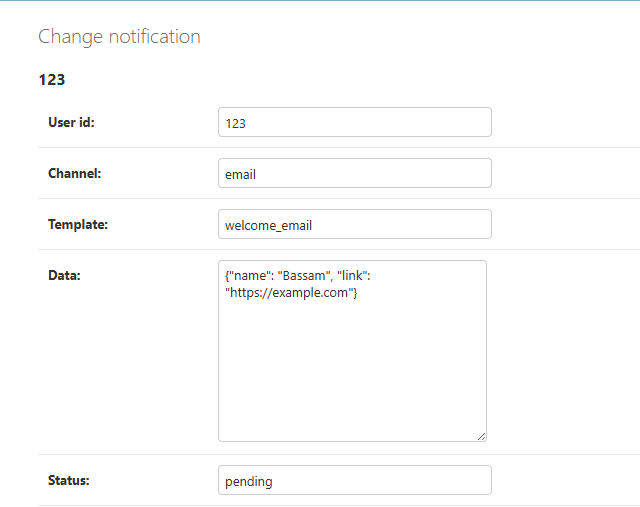 Change notification
123
User id:
123
Channel:
email
Template:
welcome_email
Data:
{"name": "Bassam", "link":
"https://example.com"}
Status:
pending